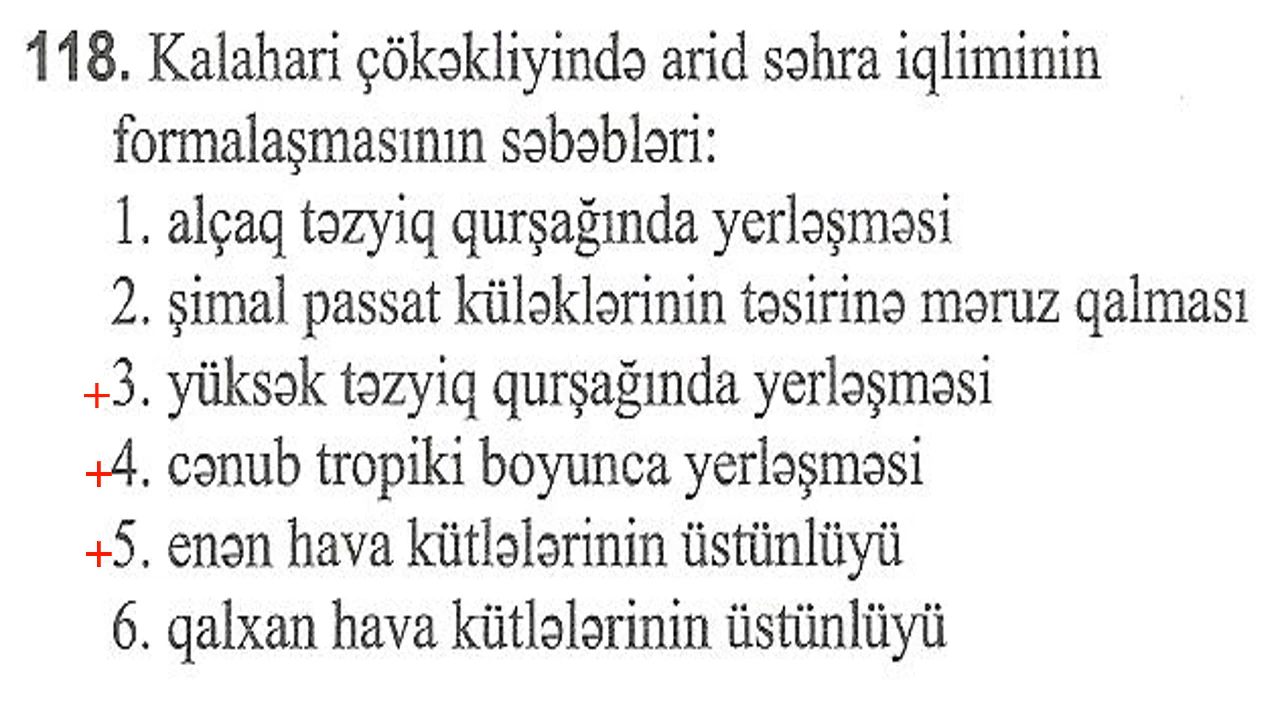 118. Kalahari çökəkliyində arid səhra iqliminin
formalaşmasının səbəbləri:
1. alçaq təzyiq qurşağında yerləşməsi
2. şimal passat küləklərinin təsirinə məruz qalması
+3. yüksək təzyiq qurşağında yerləşməsi
+4. cənub tropiki boyunca yerləşməsi
+5. enən hava kütlələrinin üstünlüyü
6. qalxan hava kütlələrinin üstünlüyü